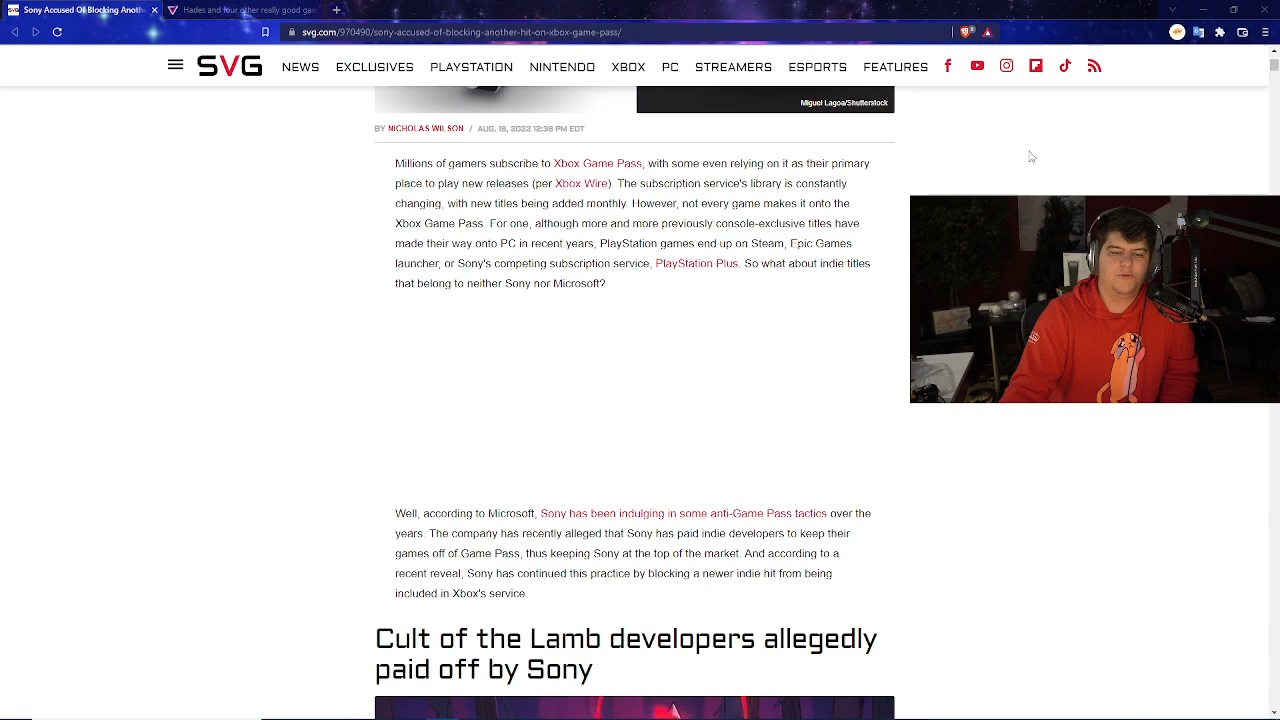 Sony Accused Of Blocking Anothe
Hades and four other really good gam
svg.com/970490/sony-accused-of-blocking-another-hit-on-xbox-game-pass/
SVG
NEWS EXCLUSIVES PLAYSTATION NINTENDO XBOX PC STREAMERS ESPORTS FEATURES
Miguel Lagoa/Shutterstock
BY NICHOLAS WILSON / AUG. 18, 2022 12:38 PM EDT
Millions of gamers subscribe to Xbox Game Pass, with some even relying on it as their primary
place to play new releases (per Xbox Wire). The subscription service's library is constantly
changing, with new titles being added monthly. However, not every game makes it onto the
Xbox Game Pass. For one, although more and more previously console-exclusive titles have
made their way onto PC in recent years, PlayStation games end up on Steam, Epic Games
launcher, or Sony's competing subscription service, PlayStation Plus. So what about indie titles
that belong to neither Sony nor Microsoft?
Well, according to Microsoft, Sony has been indulging in some anti-Game Pass tactics over the
years. The company has recently alleged that Sony has paid indie developers to keep their
games off of Game Pass, thus keeping Sony at the top of the market. And according to a
recent reveal, Sony has continued this practice by blocking a newer indie hit from being
included in Xbox's service.
Cult of the Lamb developers allegedly
paid off by Sony